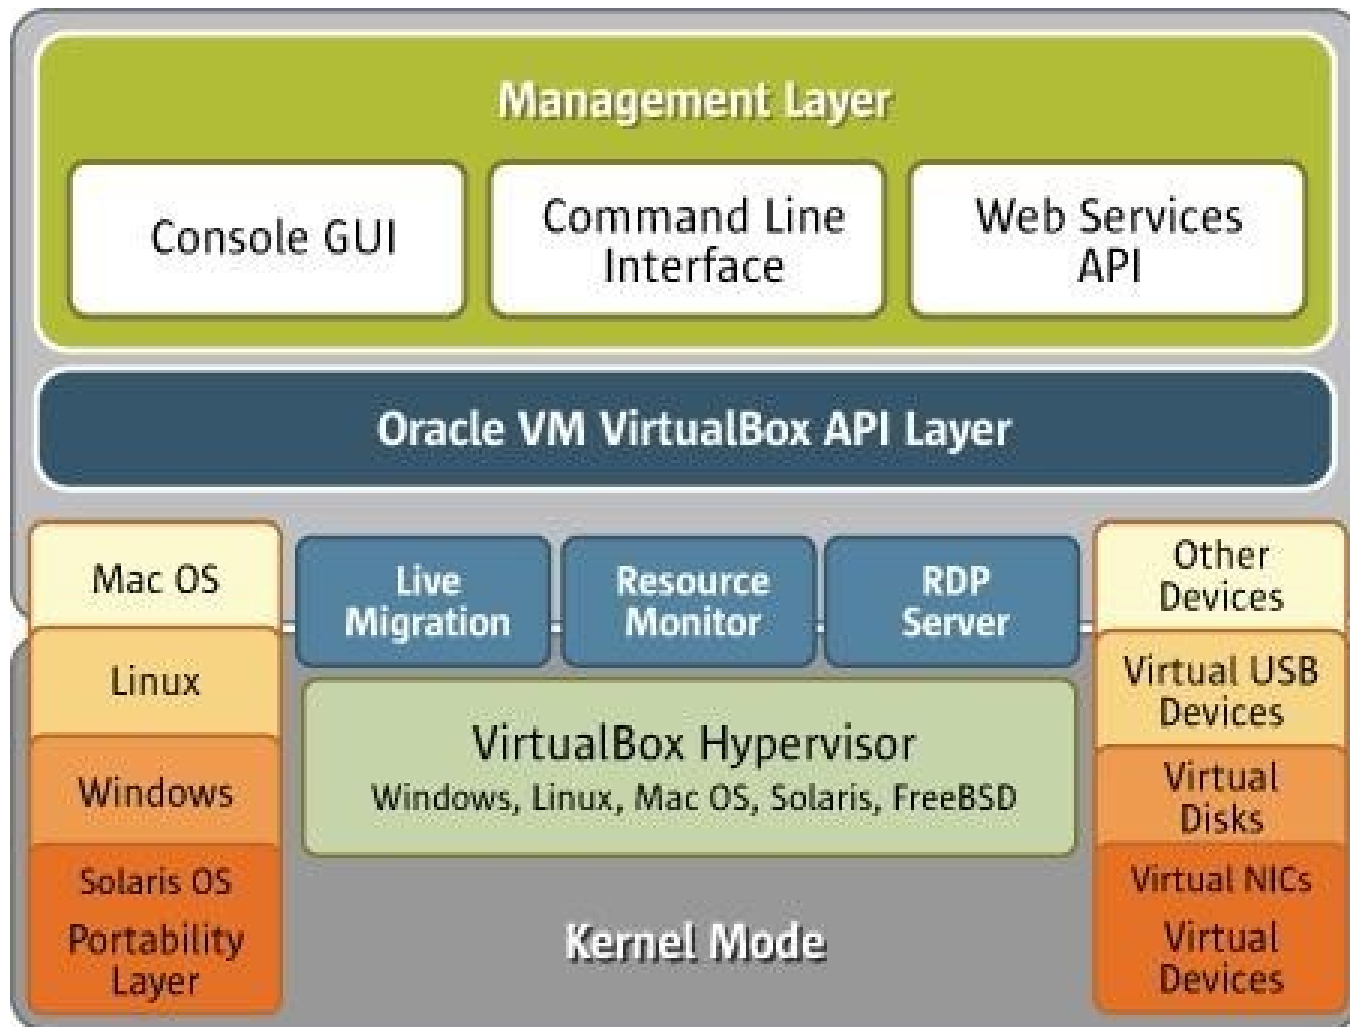 Management Layer
Console GUI
Command Line
Interface
Web Services
API
Oracle VM VirtualBox API Layer
Mac OS
Linux
Windows
Solaris OS
Portability
Layer
Live
Migration
Resource
Monitor
RDP
Server
VirtualBox Hypervisor
Windows, Linux, Mac OS, Solaris, FreeBSD
Kernel Mode
Other
Devices
Virtual USB
Devices
Virtual
Disks
Virtual NICs
Virtual
Devices